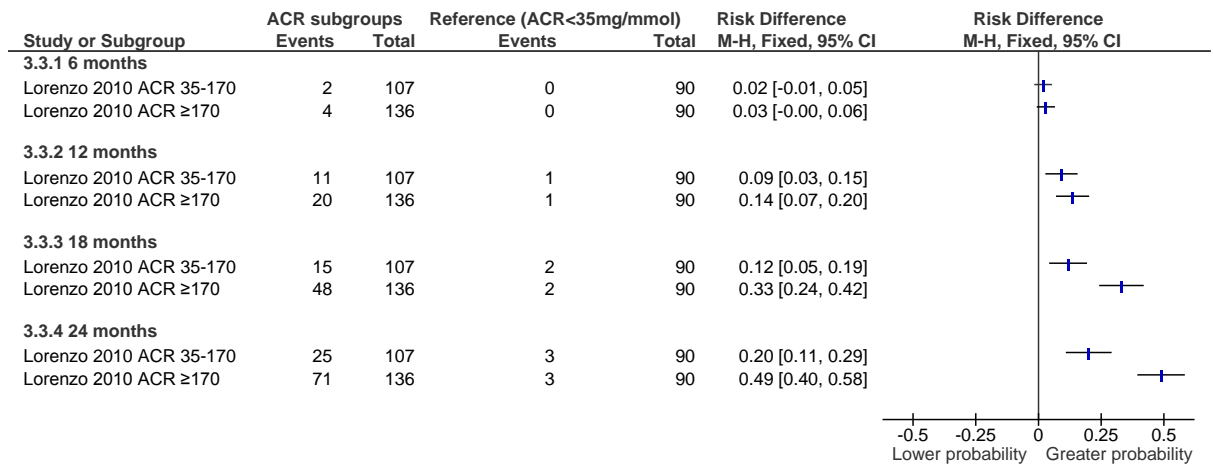 ACR subgroups Reference (ACR<35mg/mmol) Risk Difference Risk Difference
Study or Subgroup Events Total Events Total M-H, Fixed, 95% CI M-H, Fixed, 95% CI
3.3.1 6 months
Lorenzo 2010 ACR 35-170 2 107 0 90 0.02 [-0.01, 0.05]
Lorenzo 2010 ACR ≥170 4 136 0 90 0.03 [-0.00, 0.06]
3.3.2 12 months
Lorenzo 2010 ACR 35-170 11 107 1 90 0.09 [0.03, 0.15]
Lorenzo 2010 ACR ≥170 20 136 1 90 0.14 [0.07, 0.20]
3.3.3 18 months
Lorenzo 2010 ACR 35-170 15 107 2 90 0.12 [0.05, 0.19]
Lorenzo 2010 ACR ≥170 48 136 2 90 0.33 [0.24, 0.42]
3.3.4 24 months
Lorenzo 2010 ACR 35-170 25 107 3 90 0.20 [0.11, 0.29]
Lorenzo 2010 ACR ≥170 71 136 3 90 0.49 [0.40, 0.58]
-0.5 -0.25 0 0.25 0.5
Lower probability Greater probability